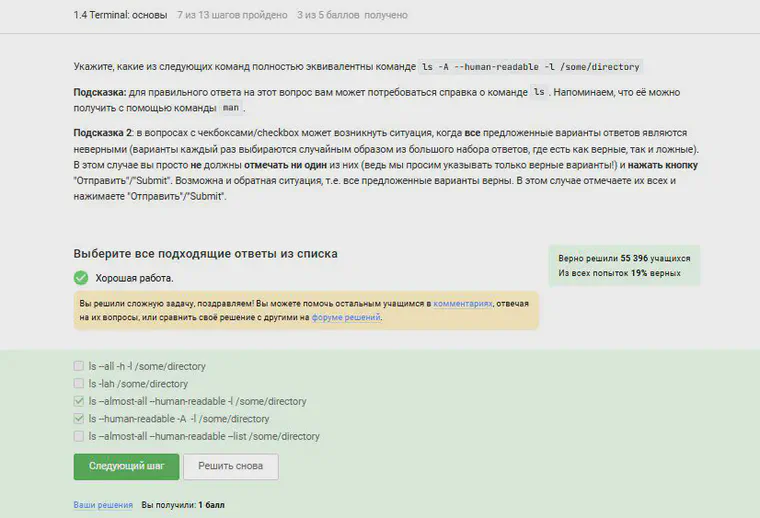 1.4 Terminal: основы 7 из 13 шагов пройдено 3 из 5 баллов получено
Укажите, какие из следующих команд полностью эквивалентны команде ls -A --human-readable -l /some/directory
Подсказка: для правильного ответа на этот вопрос вам может потребоваться справка о команде ls. Напоминаем, что её можно
получить с помощью команды man.
Подсказка 2: в вопросах с чекбоксами/checkbox может возникнуть ситуация, когда все предложенные варианты ответов являются
неверными (варианты каждый раз выбираются случайным образом из большого набора ответов, где есть как верные, так и ложные).
В этом случае вы просто не должны отмечать ни один из них (ведь мы просим указывать только верные варианты!) и нажать кнопку
"Отправить"/"Submit". Возможна и обратная ситуация, т.е. все предложенные варианты верны. В этом случае отмечаете их всех и
нажимаете "Отправить"/"Submit".
Выберите все подходящие ответы из списка
Верно решили 55 396 учащихся
Из всех попыток 19% верных
Хорошая работа.
Вы решили сложную задачу, поздравляем! Вы можете помочь остальным учащимся в комментариях, отвечая
на их вопросы, или сравнить своё решение с другими на форуме решений.
ls –all -h -l /some/directory
ls -lah /some/directory
ls –almost-all –human-readable -l /some/directory
ls –human-readable -A -l /some/directory
ls –almost-all –human-readable –list /some/directory
Следующий шаг Решить снова
Ваши решения Вы получили: 1 балл